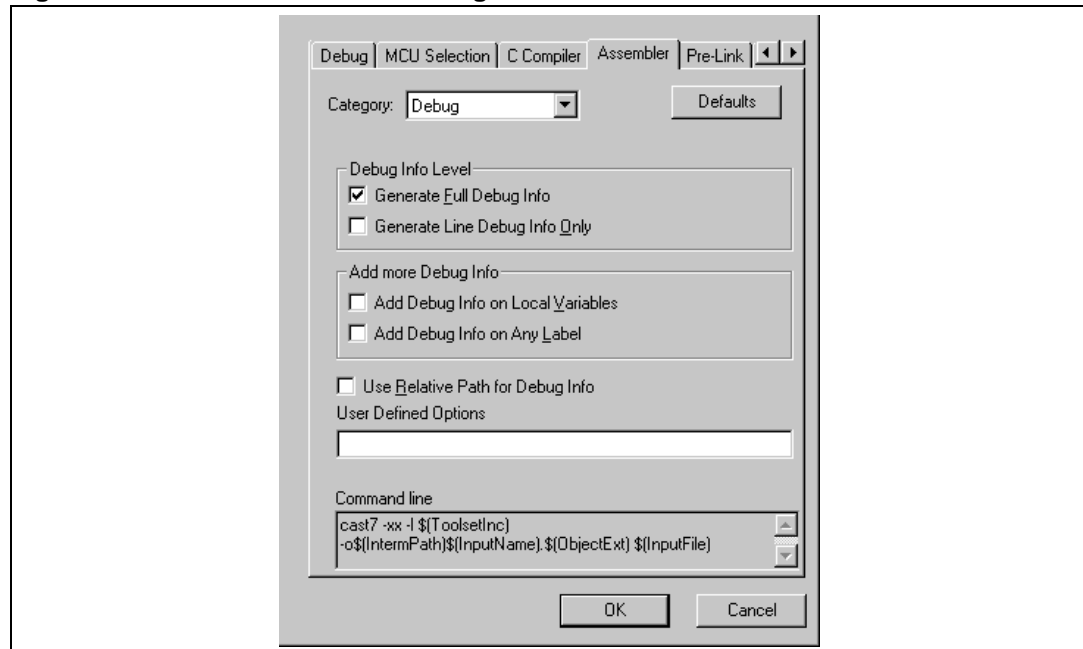 Debug MCU Selection C Compiler Assembler Pre-Link
Category: Debug Defaults
Debug Info Level
Generate Full Debug Info
Generate Line Debug Info Only
Add more Debug Info
Add Debug Info on Local Variables
Add Debug Info on Any Label
Use Relative Path for Debug Info
User Defined Options
Command line
cast7 -xx -l $(ToolsetInc)
-o$(IntermPath)$(InputName).$(ObjectExt) $(InputFile)
OK Cancel